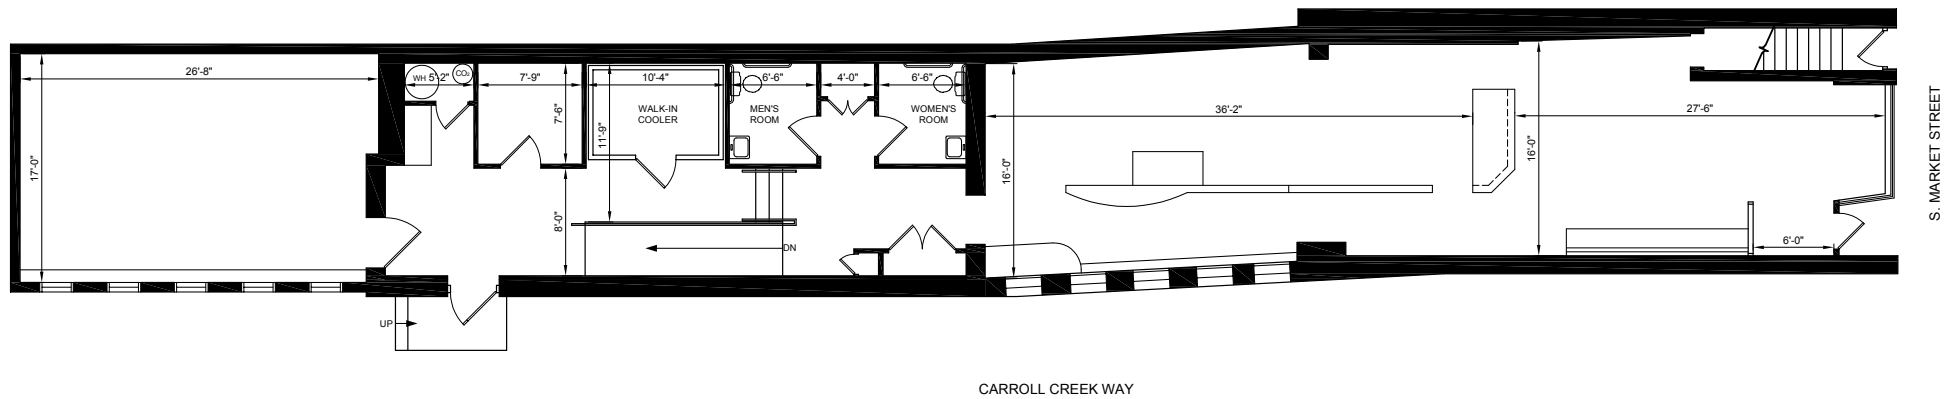 26'-8"
17'-0"
WH
5'-2"
CO₂
7'-9"
7'-6"
8'-0"
10'-4"
WALK-IN
COOLER
11'-9"
6'-6"
MEN'S
ROOM
4'-0"
6'-6"
WOMEN'S
ROOM
DN
UP
16'-0"
36'-2"
16'-0"
27'-6"
6'-0"
S. MARKET STREET
CARROLL CREEK WAY